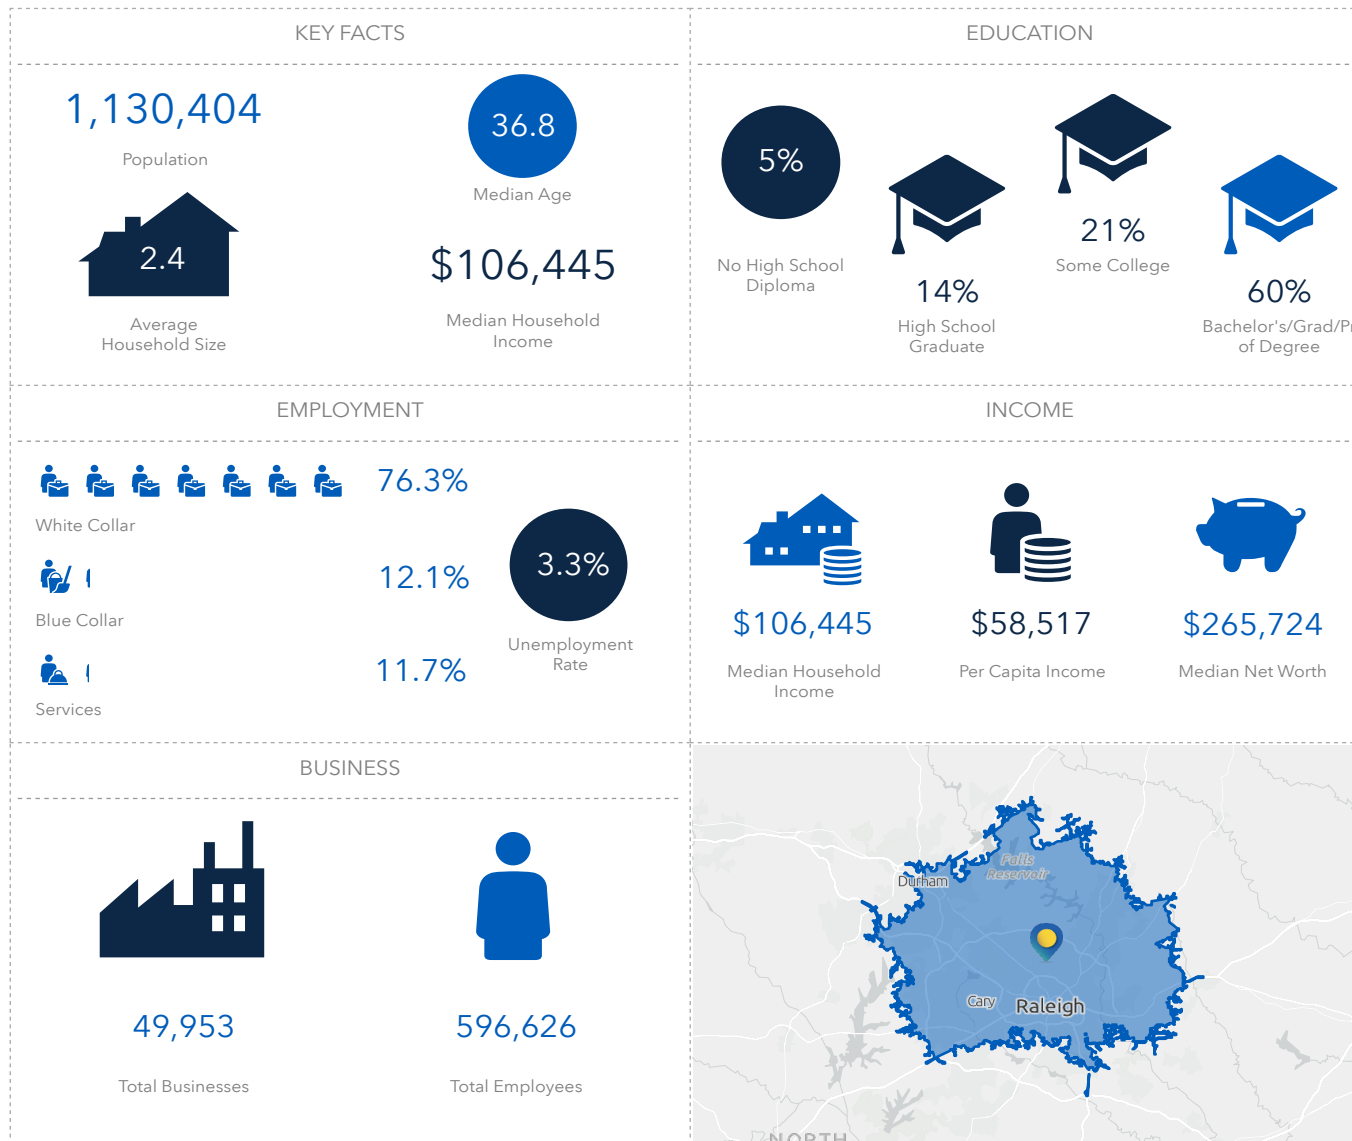 KEY FACTS
1,130,404
Population
36.8
Median Age
2.4
Average
Household Size
$106,445
Median Household
Income
EDUCATION
5%
No High School
Diploma
14%
High School
Graduate
21%
Some College
60%
Bachelor's/Grad/Pr
of Degree
EMPLOYMENT
76.3%
White Collar
12.1%
Blue Collar
11.7%
Services
3.3%
Unemployment
Rate
INCOME
$106,445
Median Household
Income
$58,517
Per Capita Income
$265,724
Median Net Worth
BUSINESS
49,953
Total Businesses
596,626
Total Employees
Falls
Reservoir
Durham
Cary
Raleigh
NORTH